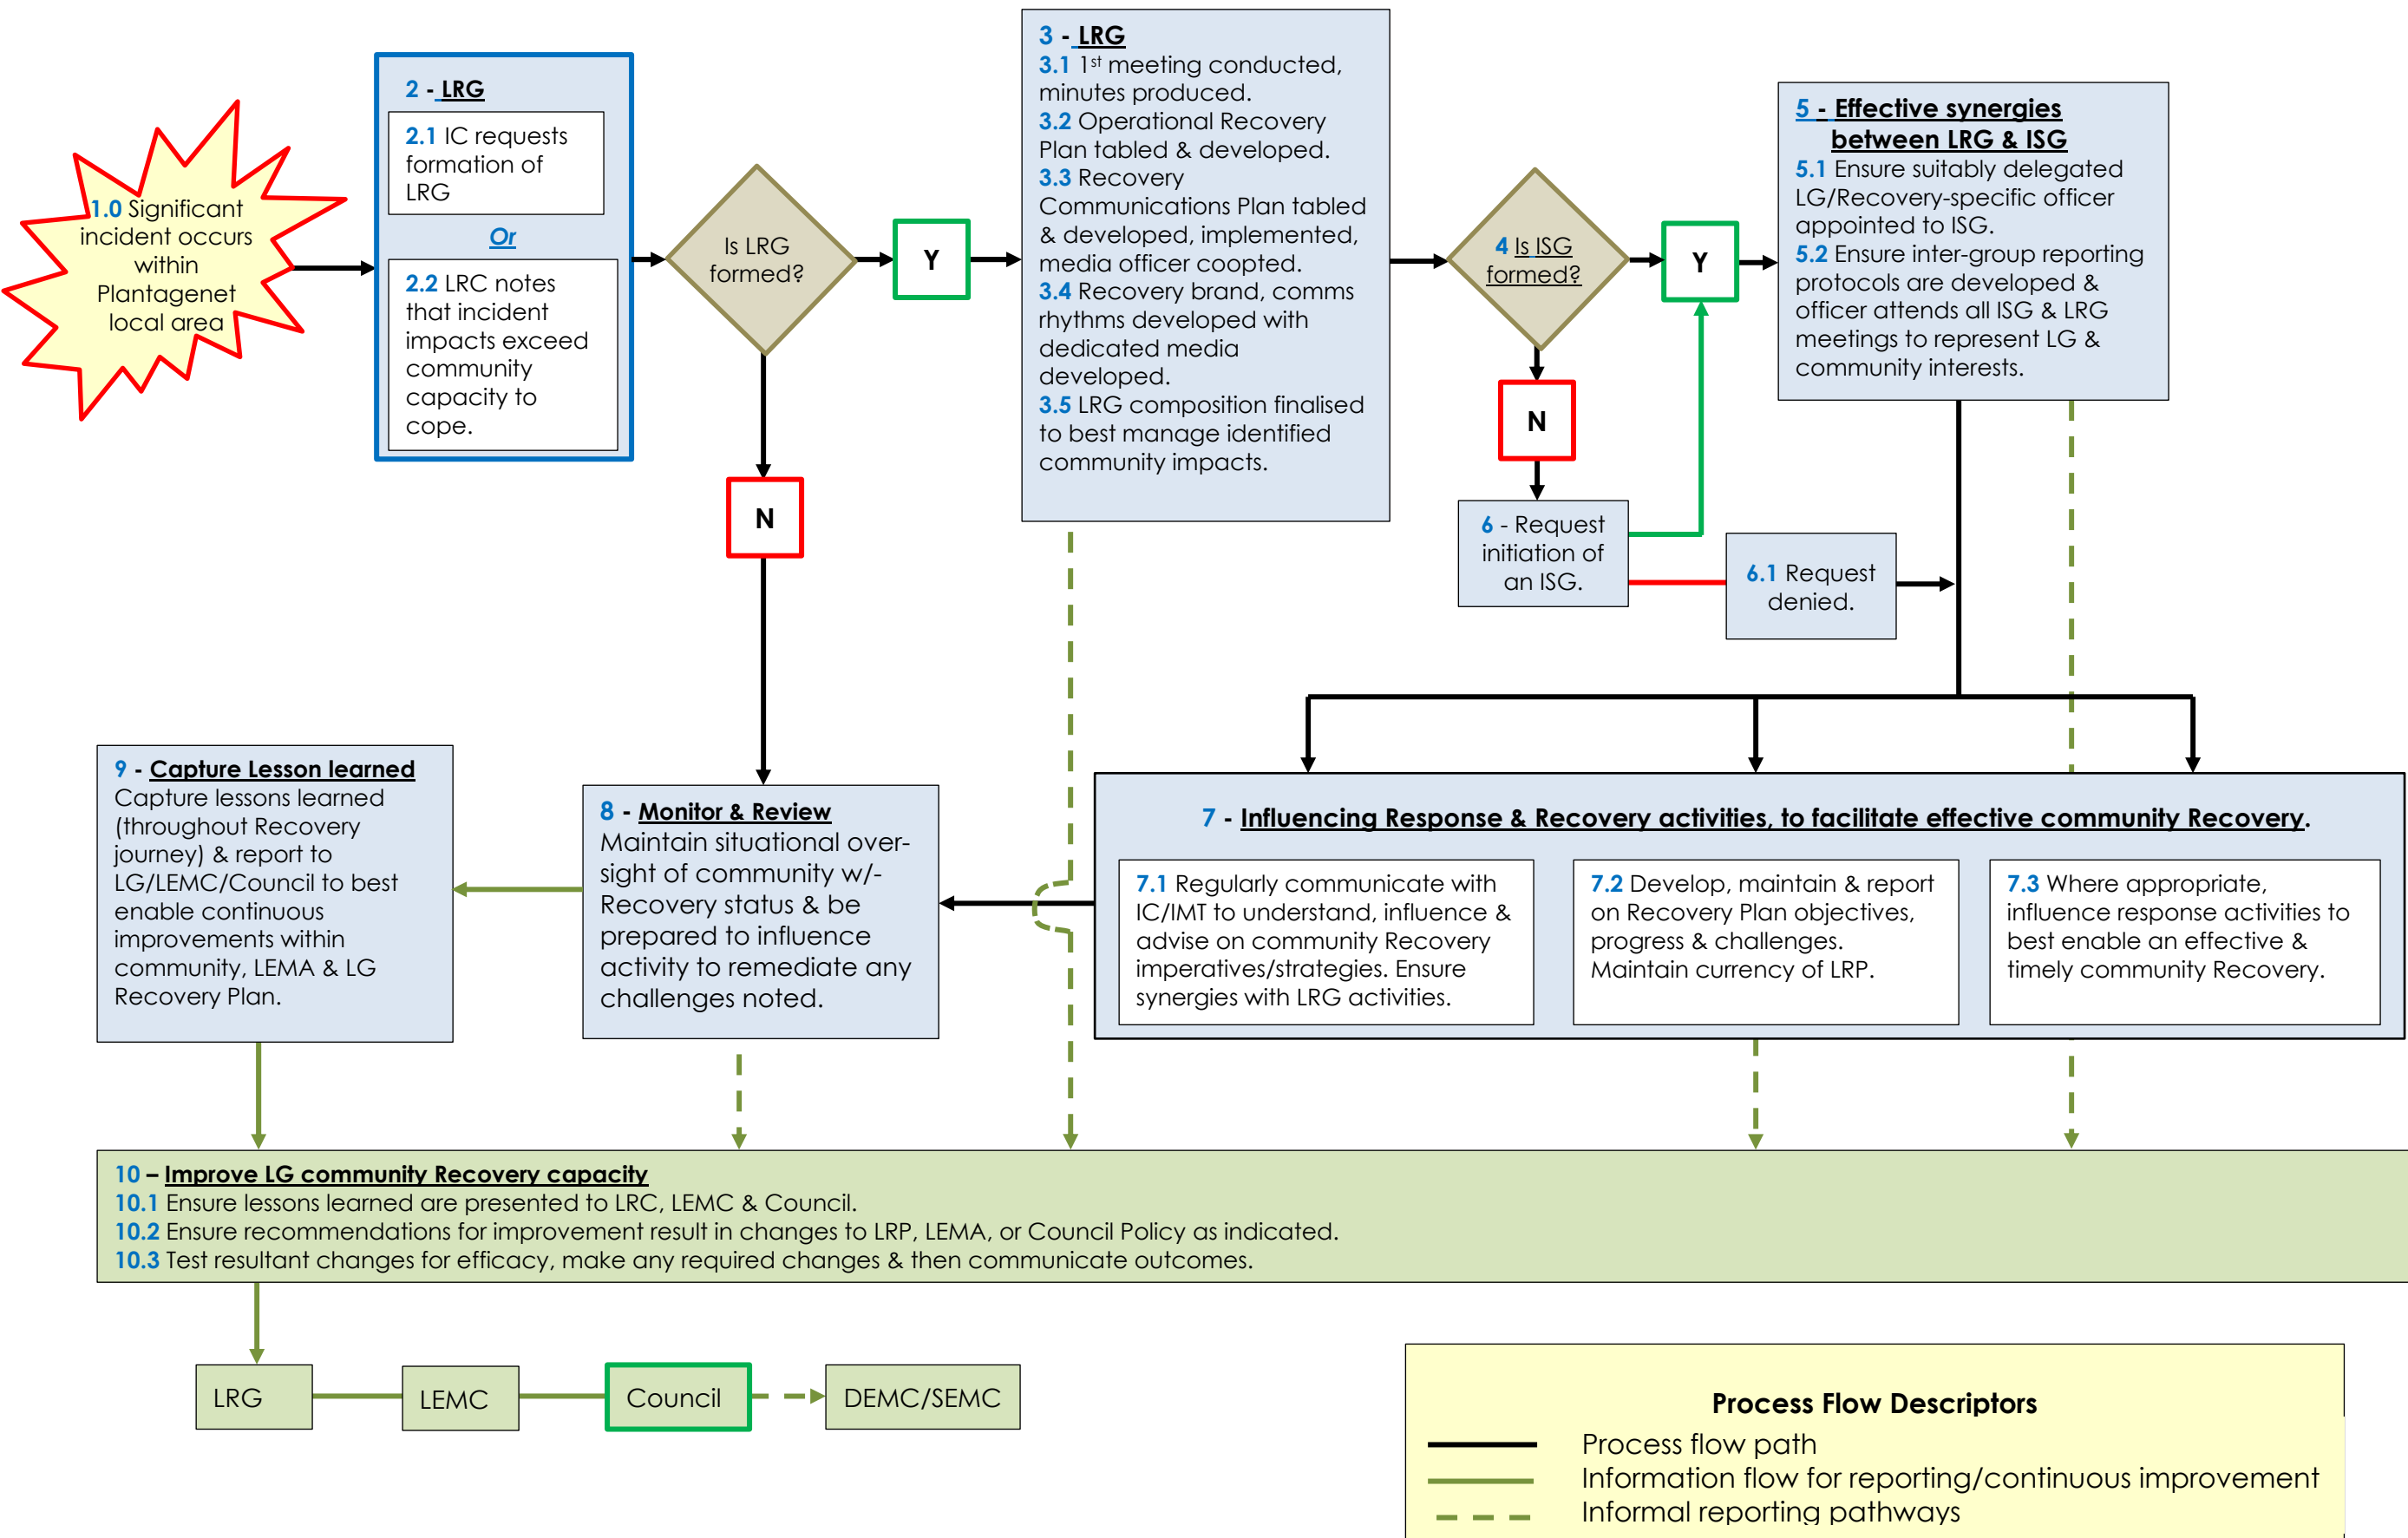 1.0 Significant
incident occurs
within
Plantagenet
local area
2 - LRG
2.1 IC requests
formation of
LRG
Or
2.2 LRC notes
that incident
impacts exceed
community
capacity to
cope.
Is LRG
formed?
Y
N
3 - LRG
3.1 1st meeting conducted,
minutes produced.
3.2 Operational Recovery
Plan tabled & developed.
3.3 Recovery
Communications Plan tabled
& developed, implemented,
media officer coopted.
3.4 Recovery brand, comms
rhythms developed with
dedicated media
developed.
3.5 LRG composition finalised
to best manage identified
community impacts.
4 Is ISG
formed?
Y
N
5 - Effective synergies
between LRG & ISG
5.1 Ensure suitably delegated
LG/Recovery-specific officer
appointed to ISG.
5.2 Ensure inter-group reporting
protocols are developed &
officer attends all ISG & LRG
meetings to represent LG &
community interests.
6 - Request
initiation of
an ISG.
6.1 Request
denied.
7 - Influencing Response & Recovery activities, to facilitate effective community Recovery.
7.1 Regularly communicate with
IC/IMT to understand, influence &
advise on community Recovery
imperatives/strategies. Ensure
synergies with LRG activities.
7.2 Develop, maintain & report
on Recovery Plan objectives,
progress & challenges.
Maintain currency of LRP.
7.3 Where appropriate,
influence response activities to
best enable an effective &
timely community Recovery.
8 - Monitor & Review
Maintain situational over-
sight of community w/-
Recovery status & be
prepared to influence
activity to remediate any
challenges noted.
9 - Capture Lesson learned
Capture lessons learned
(throughout Recovery
journey) & report to
LG/LEMC/Council to best
enable continuous
improvements within
community, LEMA & LG
Recovery Plan.
10 – Improve LG community Recovery capacity
10.1 Ensure lessons learned are presented to LRC, LEMC & Council.
10.2 Ensure recommendations for improvement result in changes to LRP, LEMA, or Council Policy as indicated.
10.3 Test resultant changes for efficacy, make any required changes & then communicate outcomes.
LRG
LEMC
Council
DEMC/SEMC
Process Flow Descriptors
Process flow path
Information flow for reporting/continuous improvement
Informal reporting pathways